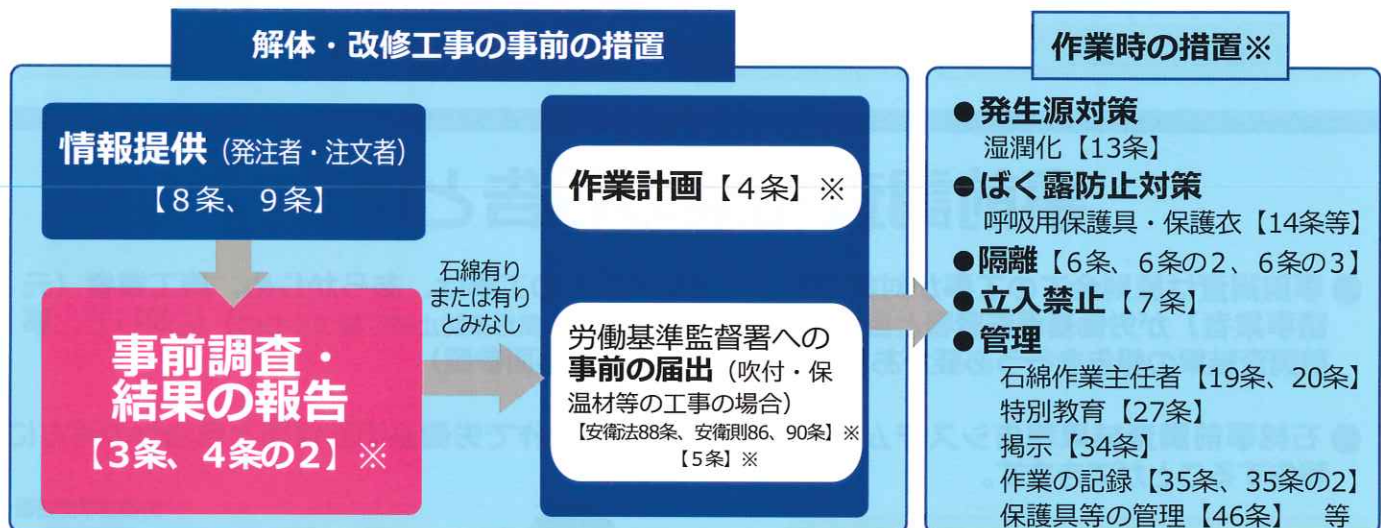 解体・改修工事の事前の措置
情報提供（発注者・注文者）
【8条、9条】
事前調査・
結果の報告
【3条、4条の2】※
石綿有り
または有り
とみなし
作業計画【4条】※
労働基準監督署への
事前の届出（吹付・保
温材等の工事の場合）
【安衛法88条、安衛則86、90条】※
【5条】※
作業時の措置※
●発生源対策
湿潤化【13条】
●ばく露防止対策
呼吸用保護具・保護衣【14条等】
●隔離【6条、6条の2、6条の3】
●立入禁止【7条】
●管理
石綿作業主任者【19条、20条】
特別教育【27条】
掲示【34条】
作業の記録【35条、35条の2】
保護具等の管理【46条】　等